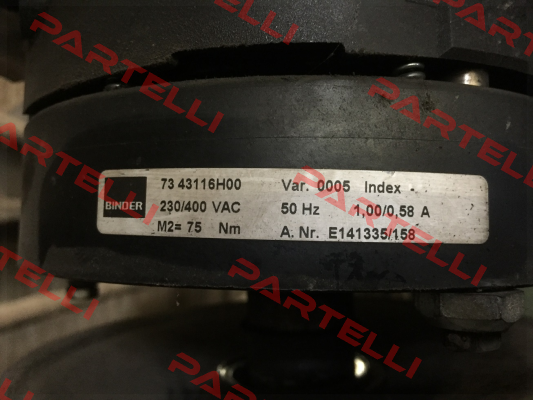 PARTELLI
PARTELLI
PARTELLI
BINDER
73 43116H00 Var. 0005 Index -
230/400 VAC 50 Hz 1,00/0,58 A
M2= 75 Nm A. Nr. E141335/158
PARTELLI
PARTELLI
PARTELLI